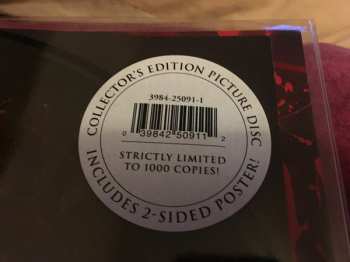 COLLECTOR'S EDITION PICTURE DISC
3984-25091-1
0 39842 50911 2
STRICTLY LIMITED
TO 1000 COPIES!
INCLUDES 2-SIDED POSTER!